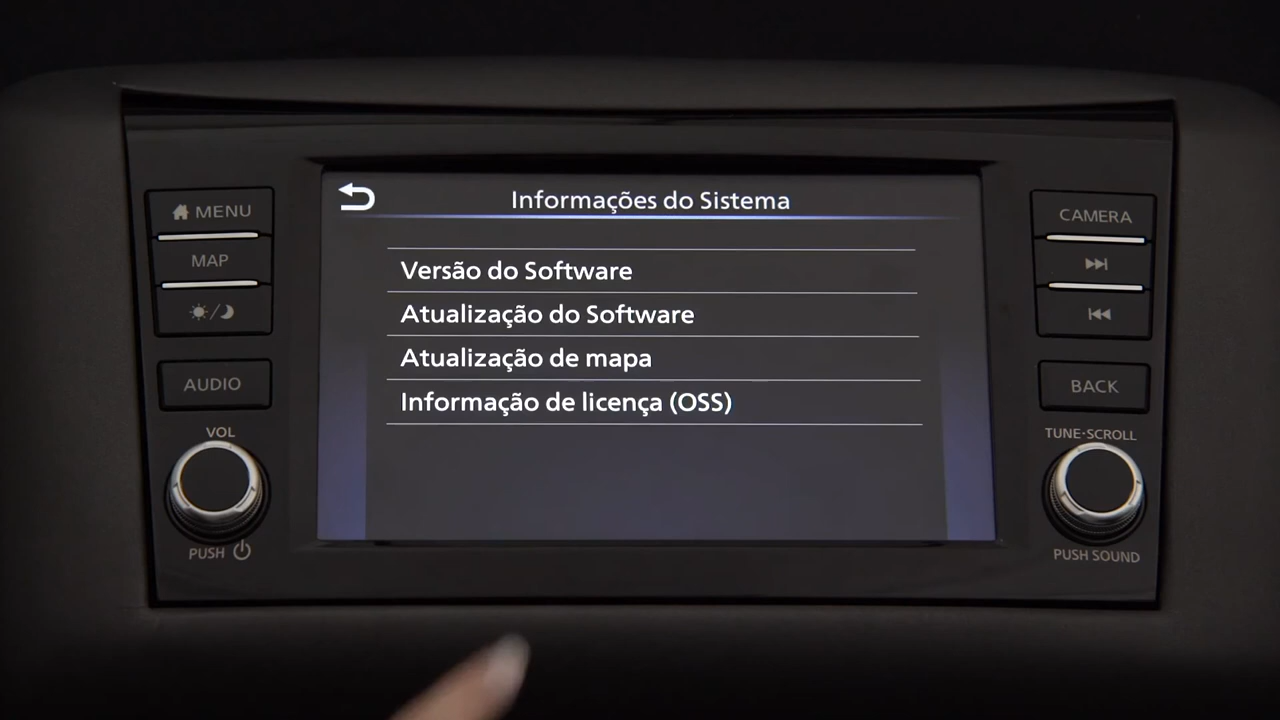 Informações do Sistema
Versão do Software
Atualização do Software
Atualização de mapa
Informação de licença (OSS)
MENU
MAP
AUDIO
VOL
PUSH
CAMERA
BACK
TUNE·SCROLL
PUSH SOUND